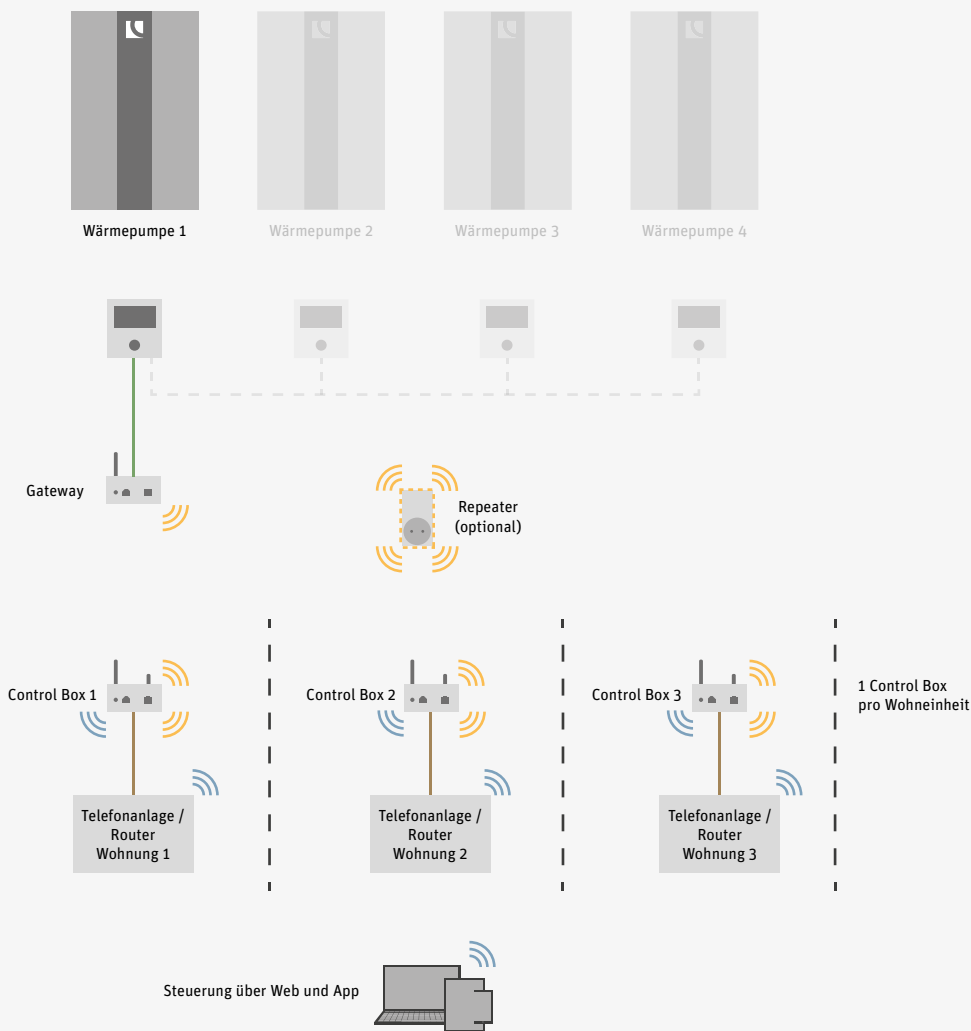 Wärmepumpe 1
Wärmepumpe 2
Wärmepumpe 3
Wärmepumpe 4
Gateway
Repeater
(optional)
Control Box 1
Control Box 2
Control Box 3
1 Control Box
pro Wohneinheit
Telefonanlage /
Router
Wohnung 1
Telefonanlage /
Router
Wohnung 2
Telefonanlage /
Router
Wohnung 3
Steuerung über Web und App